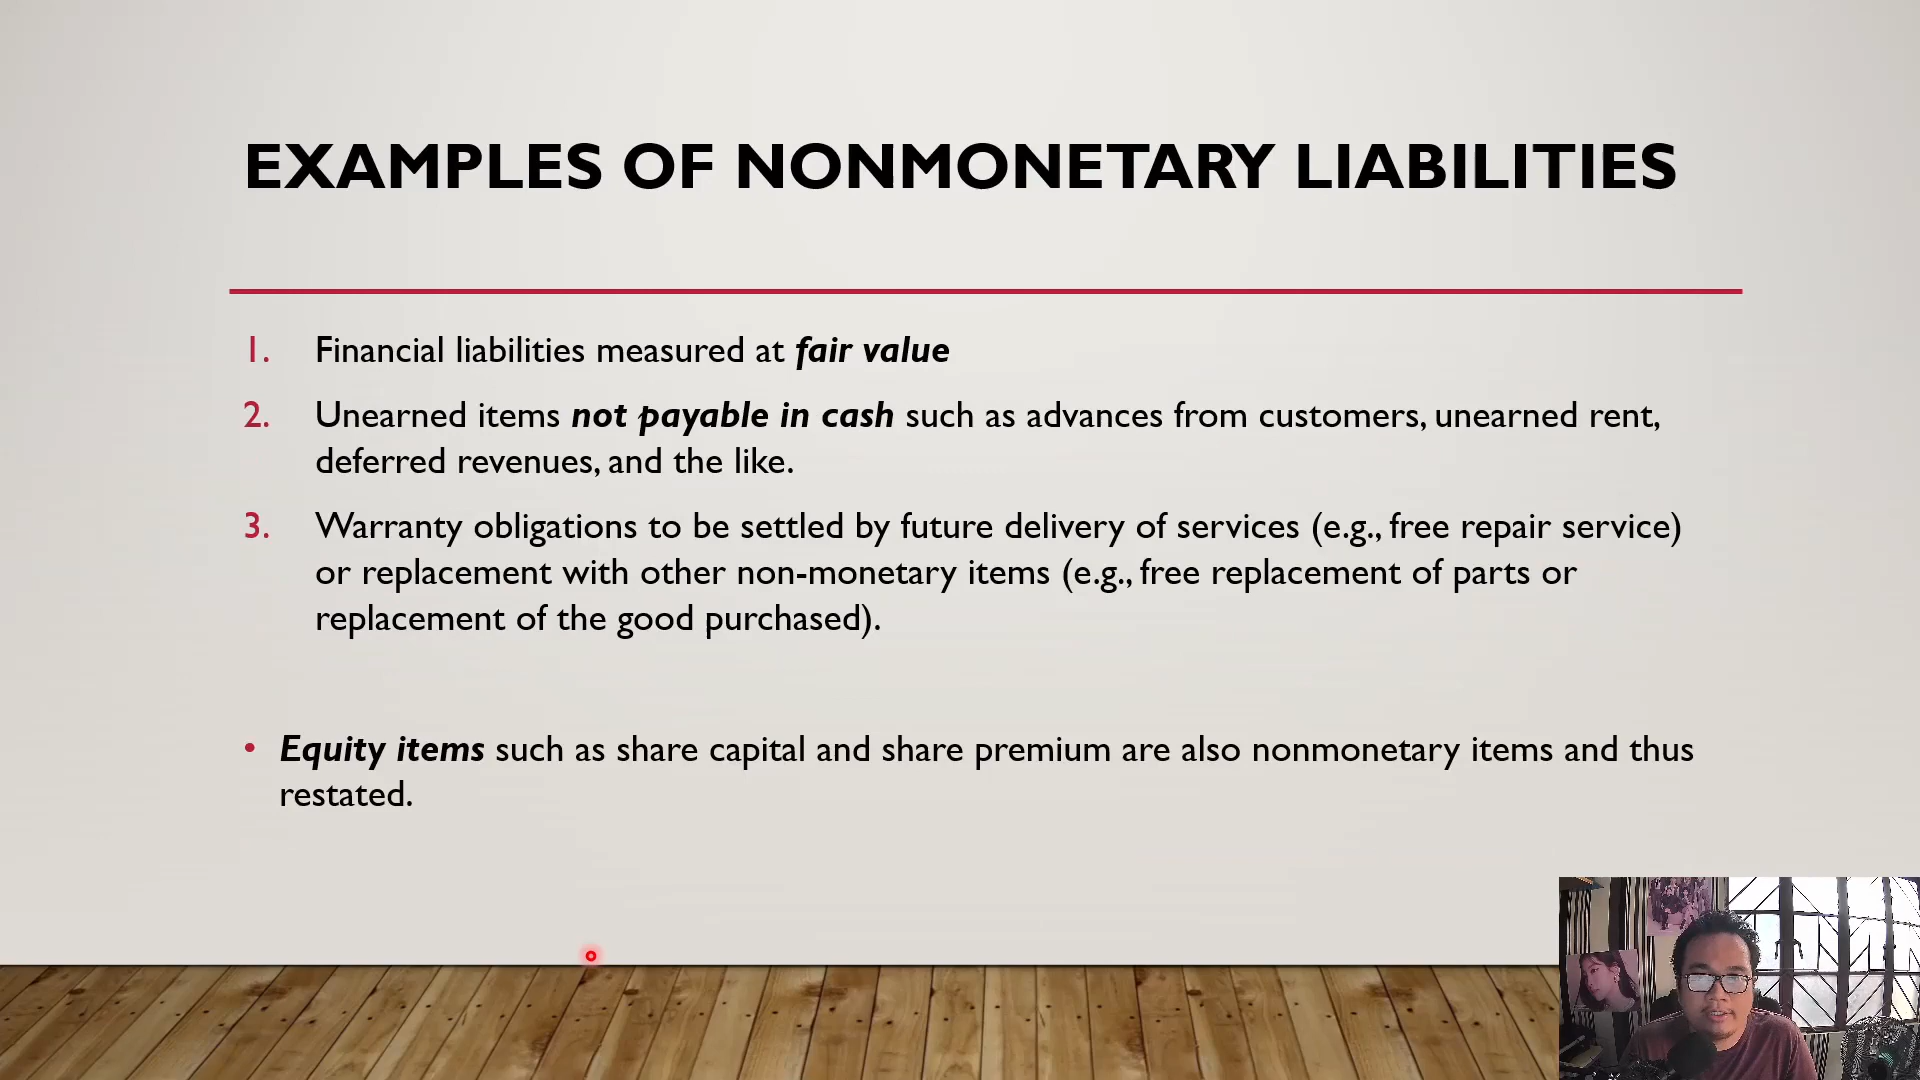 EXAMPLES OF NONMONETARY LIABILITIES
1. Financial liabilities measured at fair value
2. Unearned items not payable in cash such as advances from customers, unearned rent,
deferred revenues, and the like.
3. Warranty obligations to be settled by future delivery of services (e.g., free repair service)
or replacement with other non-monetary items (e.g., free replacement of parts or
replacement of the good purchased).
• Equity items such as share capital and share premium are also nonmonetary items and thus
restated.